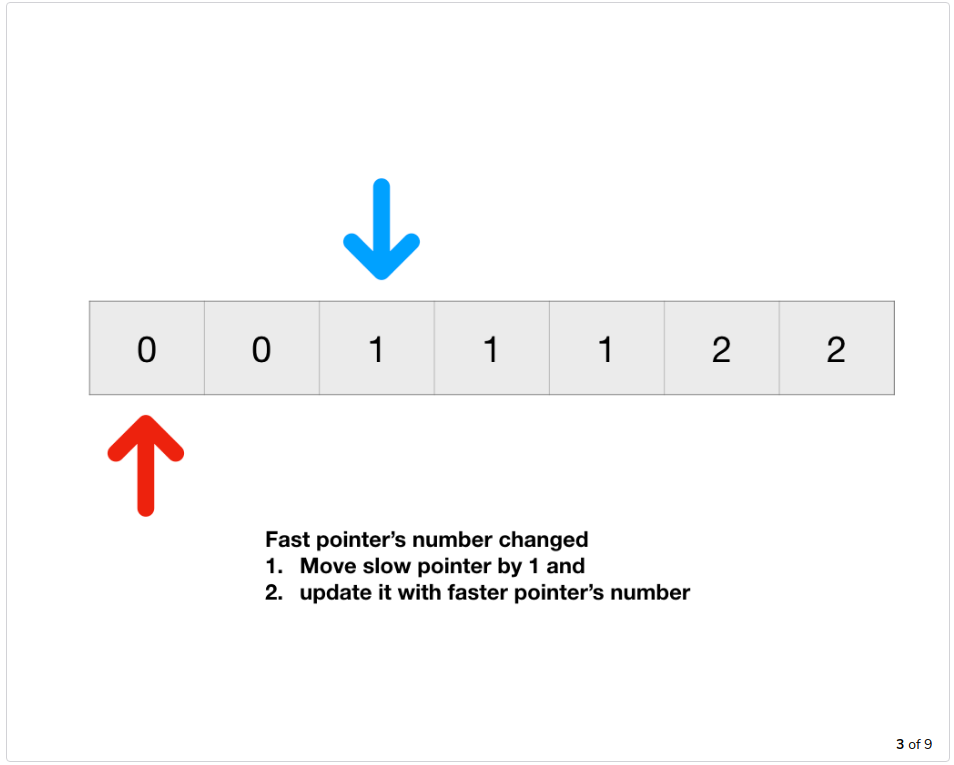 0 0 1 1 1 2 2
Fast pointer’s number changed
1. Move slow pointer by 1 and
2. update it with faster pointer’s number
3 of 9